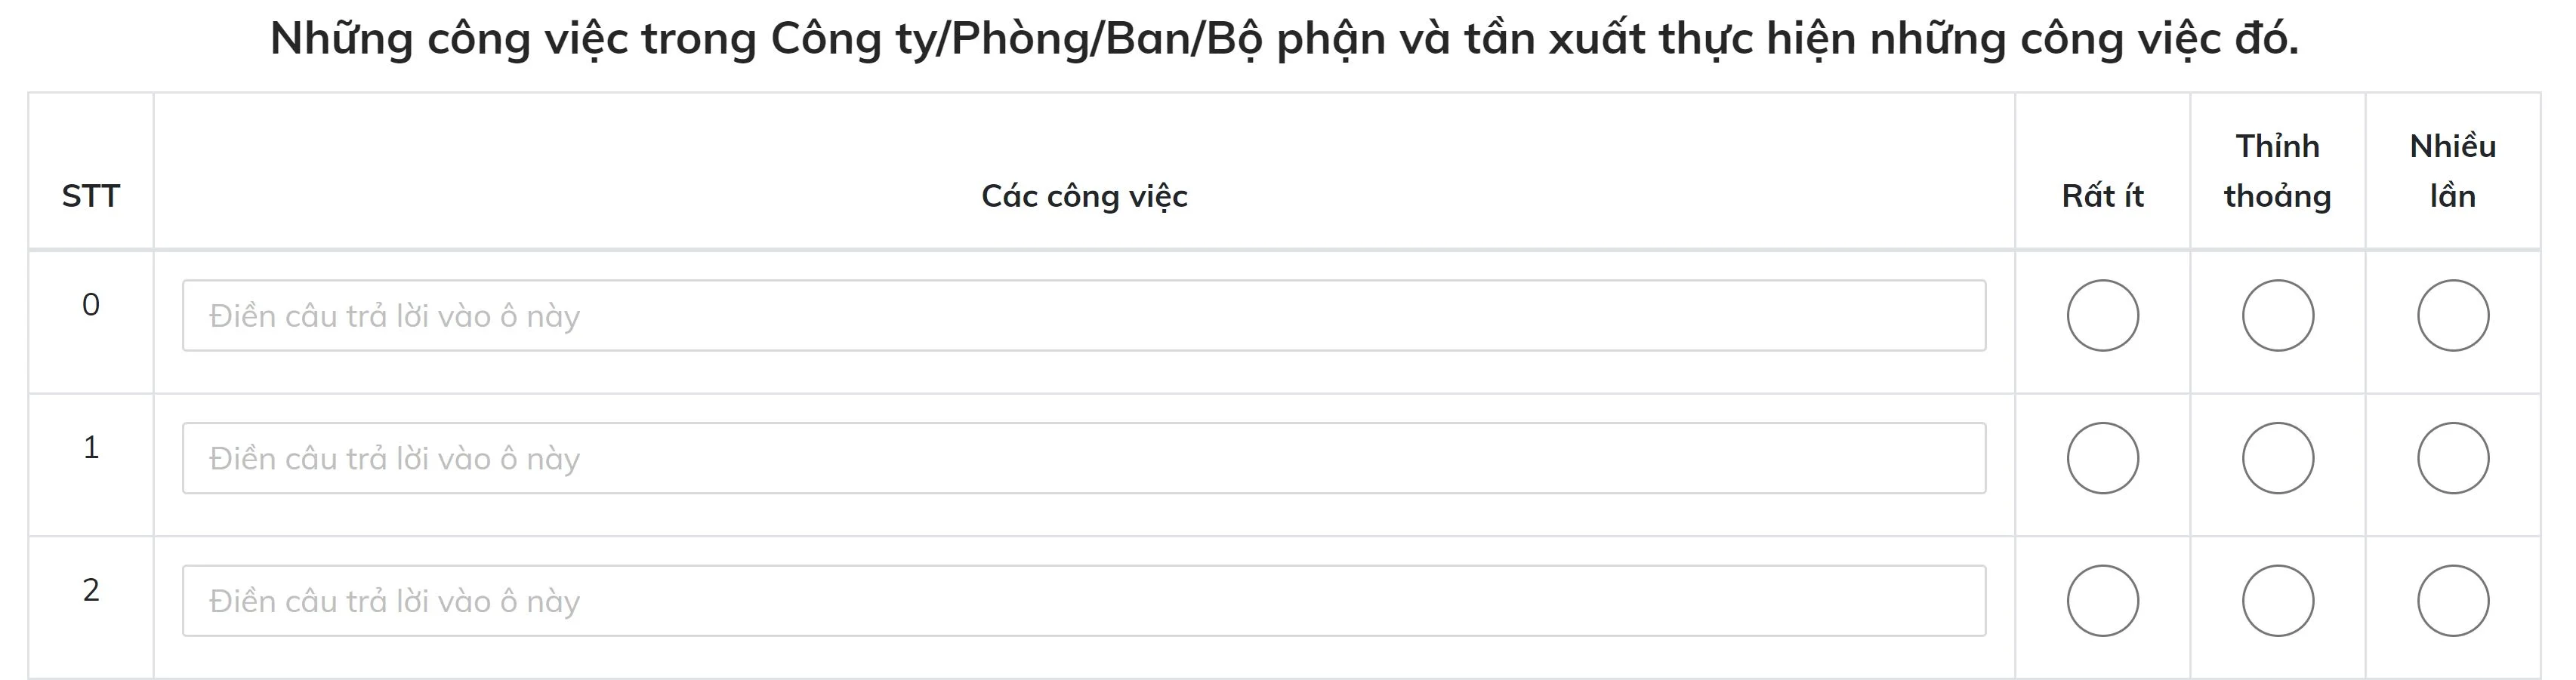 Những công việc trong Công ty/Phòng/Ban/Bộ phận và tần xuất thực hiện những công việc đó.
STT
Các công việc
Rất ít
Thỉnh
thoảng
Nhiều
lần
0
Điền câu trả lời vào ô này
1
Điền câu trả lời vào ô này
2
Điền câu trả lời vào ô này